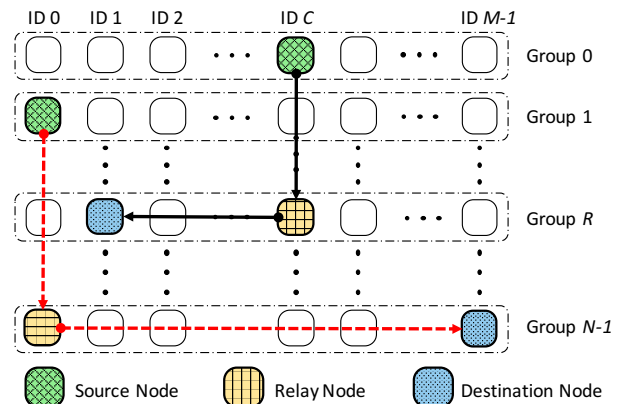 ID 0 ID 1 ID 2 ID C ID M-1
Group 0
Group 1
Group R
Group N-1
Source Node Relay Node Destination Node